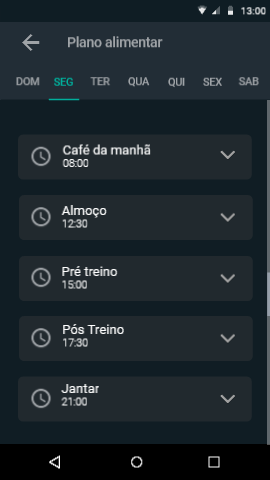 13:00
Plano alimentar
DOM SEG TER QUA QUI SEX SAB
Café da manhã
08:00
Almoço
12:30
Pré treino
15:00
Pós Treino
17:30
Jantar
21:00